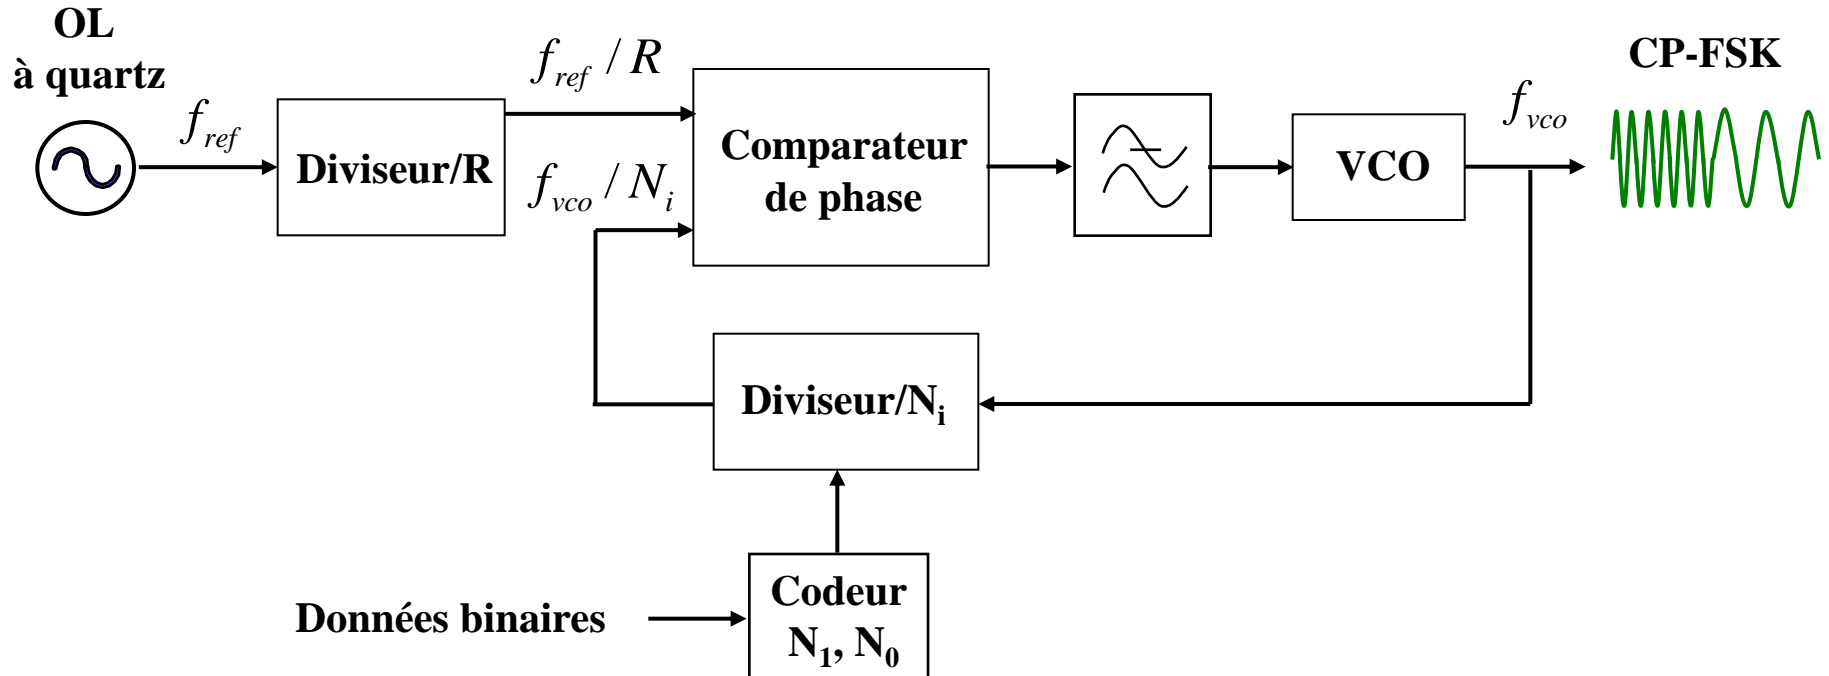 OL
à quartz
f_ref
Diviseur/R
f_ref / R
f_vco / N_i
Comparateur
de phase
VCO
f_vco
CP-FSK
Diviseur/N_i
Données binaires
Codeur
N_1, N_0